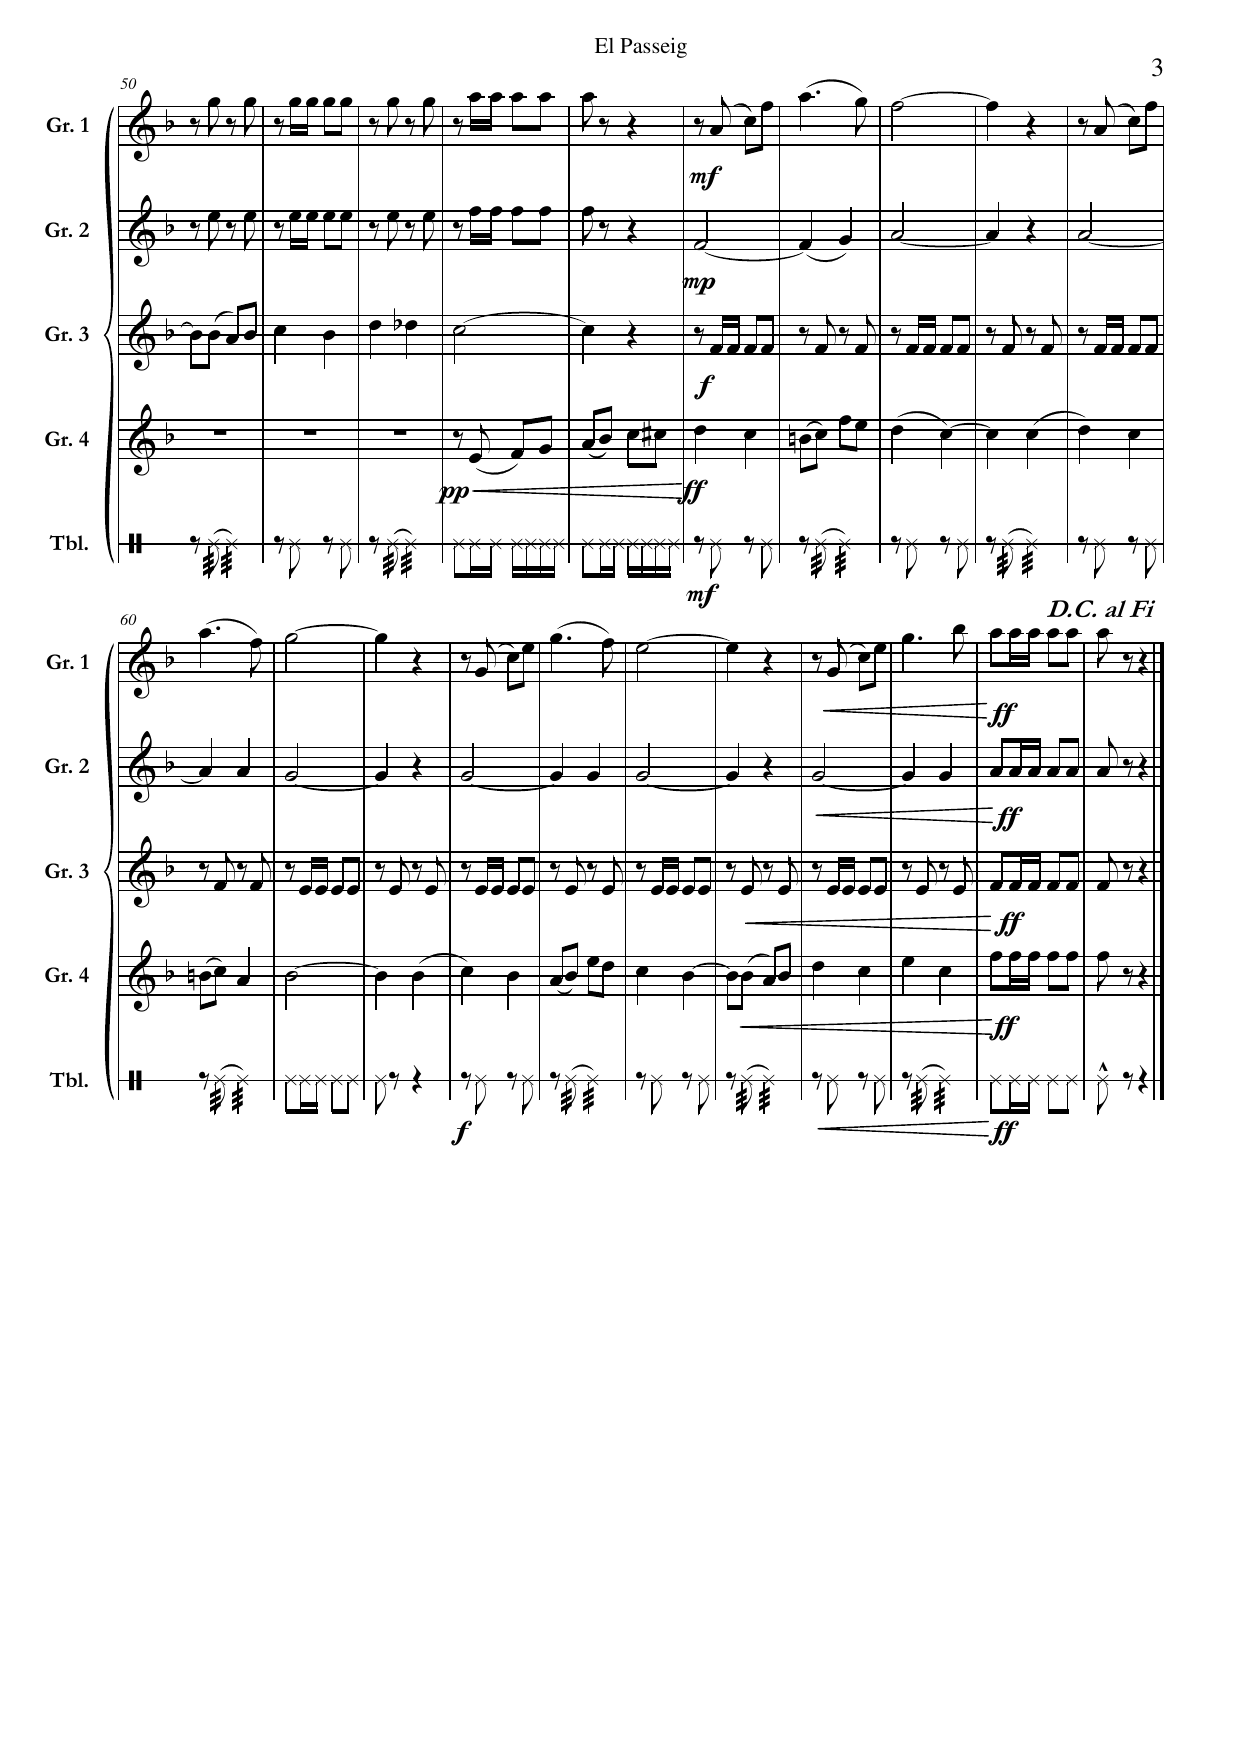 El Passeig
3
50
Gr. 1
mf
Gr. 2
mp
Gr. 3
f
Gr. 4
pp ff
Tbl.
mf
D.C. al Fi
60
Gr. 1
ff
Gr. 2
ff
Gr. 3
ff
Gr. 4
ff
Tbl.
f ff